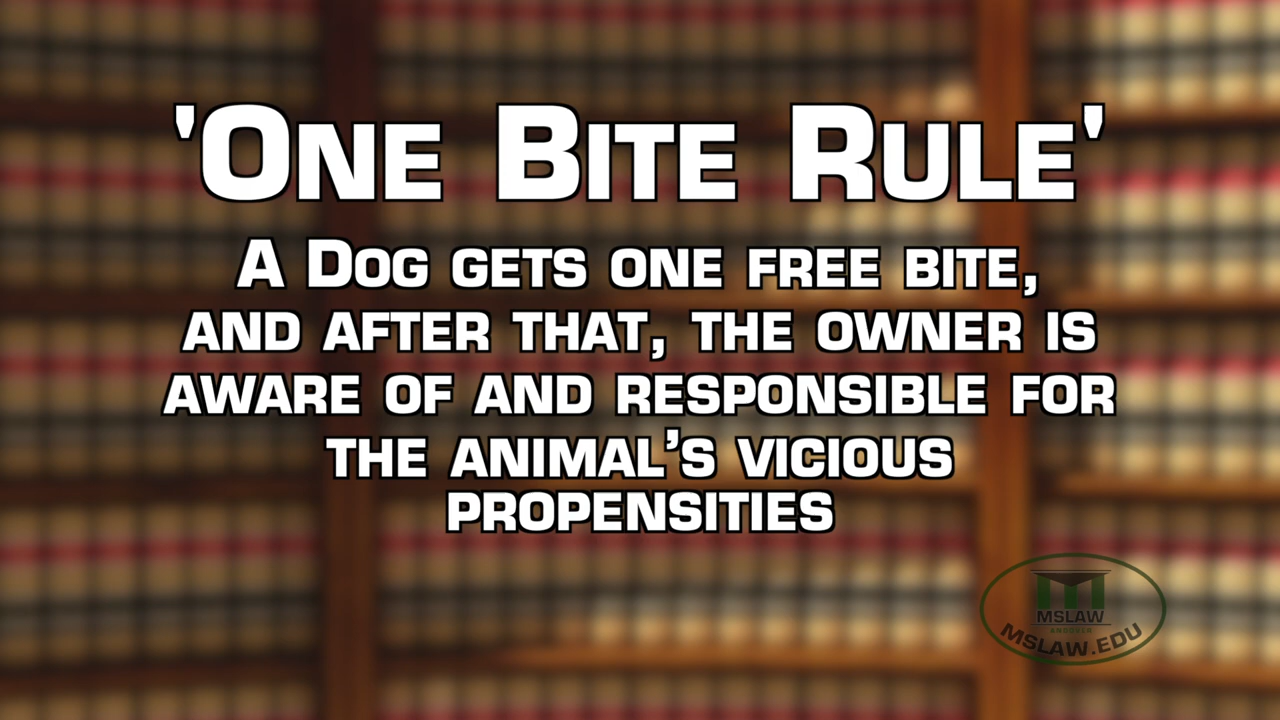 'One Bite Rule'
A Dog gets one free bite,
and after that, the owner is
aware of and responsible for
the animal’s vicious
propensities
MSLAW
ANDOVER
MSLAW.EDU